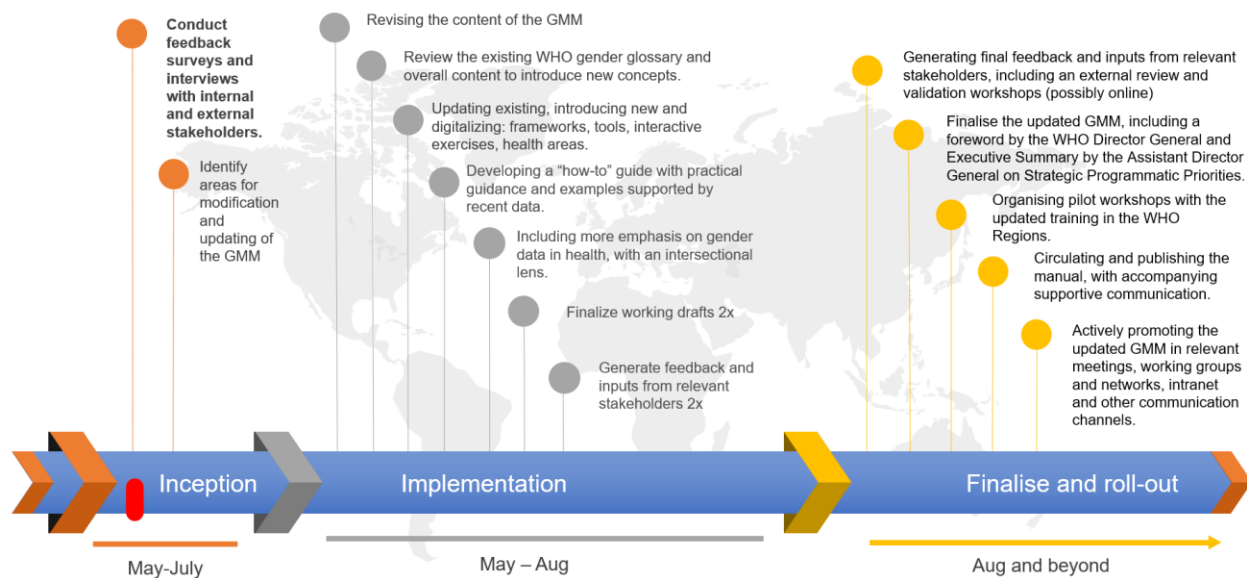 Conduct
feedback
surveys and
interviews
with internal
and external
stakeholders.
Identify
areas for
modification
and
updating of
the GMM
Revising the content of the GMM
Review the existing WHO gender glossary and
overall content to introduce new concepts.
Updating existing, introducing new and
digitalizing: frameworks, tools, interactive
exercises, health areas.
Developing a “how-to” guide with practical
guidance and examples supported by
recent data.
Including more emphasis on gender
data in health, with an intersectional
lens.
Finalize working drafts 2x
Generate feedback and
inputs from relevant
stakeholders 2x
Generating final feedback and inputs from relevant
stakeholders, including an external review and
validation workshops (possibly online)
Finalise the updated GMM, including a
foreword by the WHO Director General and
Executive Summary by the Assistant Director
General on Strategic Programmatic Priorities.
Organising pilot workshops with the
updated training in the WHO
Regions.
Circulating and publishing the
manual, with accompanying
supportive communication.
Actively promoting the
updated GMM in relevant
meetings, working groups
and networks, intranet
and other communication
channels.
Inception
Implementation
Finalise and roll-out
May-July
May – Aug
Aug and beyond